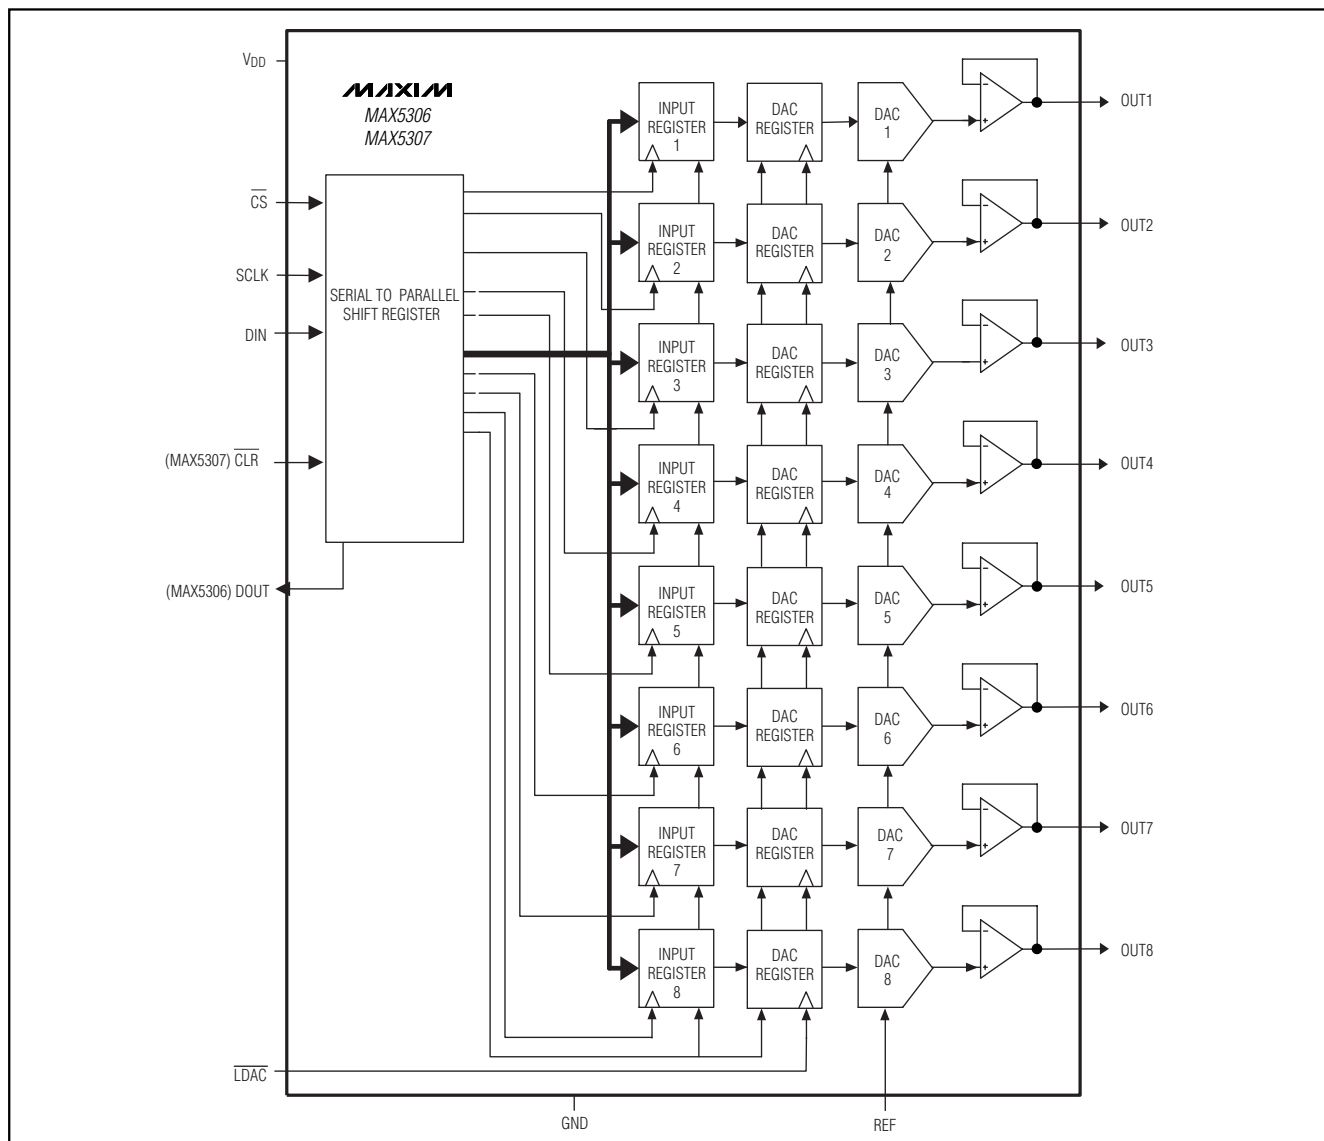 VDD
MAXIM
MAX5306
MAX5307
CS
SCLK
DIN
(MAX5307) CLR
(MAX5306) DOUT
LDAC
SERIAL TO PARALLEL
SHIFT REGISTER
INPUT
REGISTER
1
DAC
REGISTER
DAC
1
-
+
OUT1
INPUT
REGISTER
2
DAC
REGISTER
DAC
2
-
+
OUT2
INPUT
REGISTER
3
DAC
REGISTER
DAC
3
-
+
OUT3
INPUT
REGISTER
4
DAC
REGISTER
DAC
4
-
+
OUT4
INPUT
REGISTER
5
DAC
REGISTER
DAC
5
-
+
OUT5
INPUT
REGISTER
6
DAC
REGISTER
DAC
6
-
+
OUT6
INPUT
REGISTER
7
DAC
REGISTER
DAC
7
-
+
OUT7
INPUT
REGISTER
8
DAC
REGISTER
DAC
8
-
+
OUT8
GND
REF